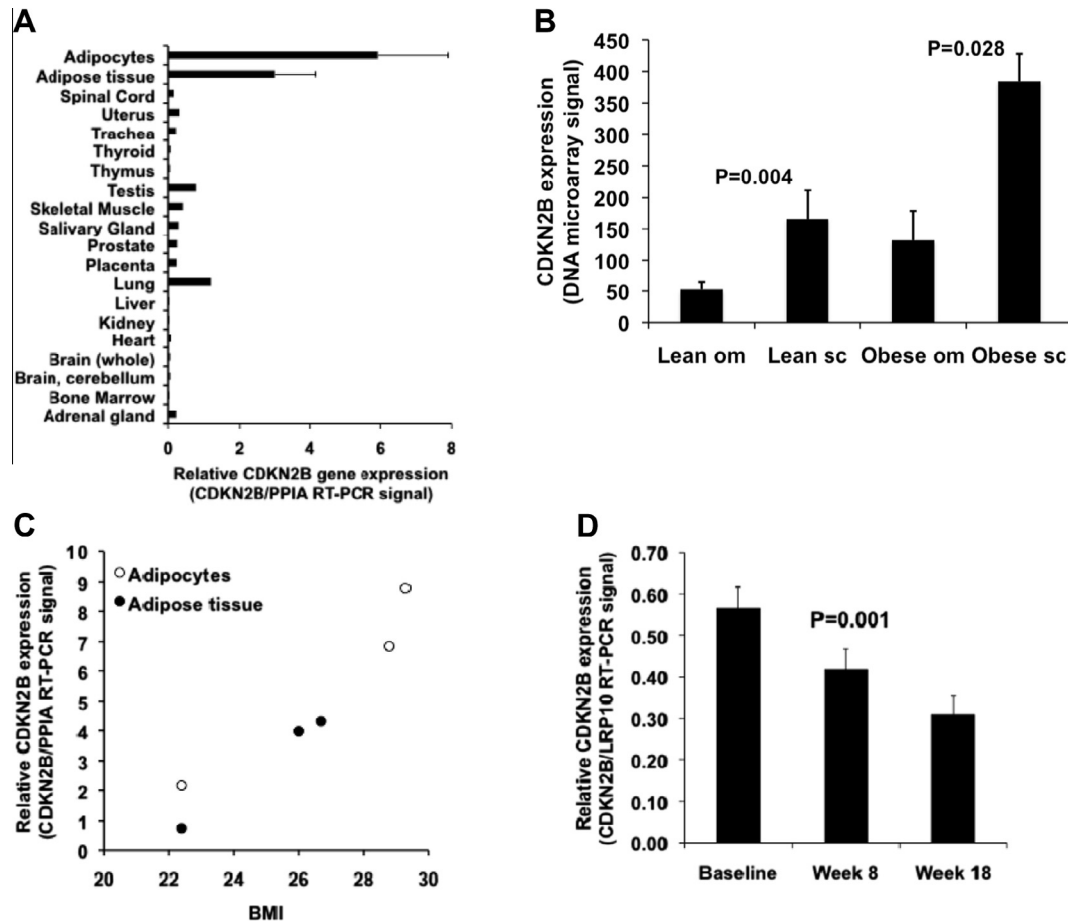 A
Adipocytes
Adipose tissue
Spinal Cord
Uterus
Trachea
Thyroid
Thymus
Testis
Skeletal Muscle
Salivary Gland
Prostate
Placenta
Lung
Liver
Kidney
Heart
Brain (whole)
Brain, cerebellum
Bone Marrow
Adrenal gland
0 2 4 6 8
Relative CDKN2B gene expression
(CDKN2B/PPIA RT-PCR signal)
B
CDKN2B expression
(DNA microarray signal)
450
400
350
300
250
200
150
100
50
0
P=0.004
P=0.028
Lean om Lean sc Obese om Obese sc
C
Relative CDKN2B expression
(CDKN2B/PPIA RT-PCR signal)
10
9
8
7
6
5
4
3
2
1
0
Adipocytes
Adipose tissue
20 22 24 26 28 30
BMI
D
Relative CDKN2B expression
(CDKN2B/LRP10 RT-PCR signal)
0.70
0.60
0.50
0.40
0.30
0.20
0.10
0.00
P=0.001
Baseline Week 8 Week 18